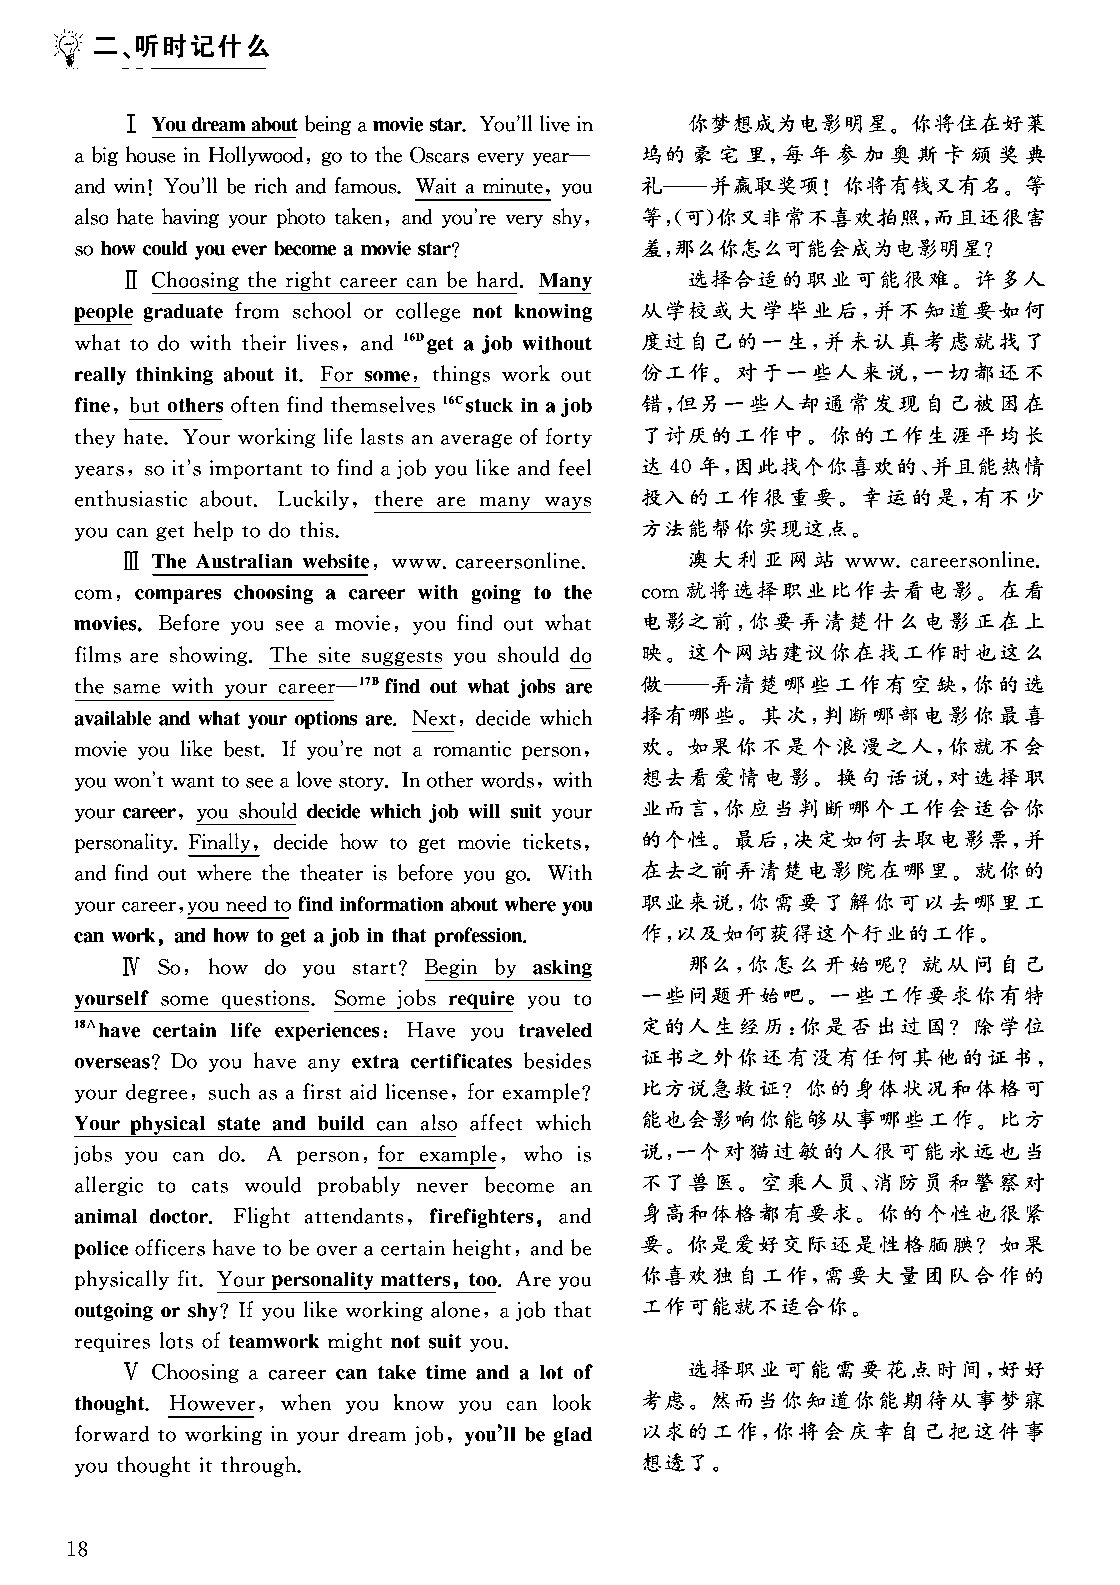 二、听时记什么
Ⅰ You dream about being a movie star. You'll live in
a big house in Hollywood, go to the Oscars every year—
and win! You'll be rich and famous. Wait a minute, you
also hate having your photo taken, and you're very shy,
so how could you ever become a movie star?
Ⅱ Choosing the right career can be hard. Many
people graduate from school or college not knowing
what to do with their lives, and 16D get a job without
really thinking about it. For some, things work out
fine, but others often find themselves 16C stuck in a job
they hate. Your working life lasts an average of forty
years, so it's important to find a job you like and feel
enthusiastic about. Luckily, there are many ways
you can get help to do this.
Ⅲ The Australian website, www. careersonline.
com, compares choosing a career with going to the
movies. Before you see a movie, you find out what
films are showing. The site suggests you should do
the same with your career—17B find out what jobs are
available and what your options are. Next, decide which
movie you like best. If you're not a romantic person,
you won't want to see a love story. In other words, with
your career, you should decide which job will suit your
personality. Finally, decide how to get movie tickets,
and find out where the theater is before you go. With
your career, you need to find information about where you
can work, and how to get a job in that profession.
Ⅳ So, how do you start? Begin by asking
yourself some questions. Some jobs require you to
18A have certain life experiences: Have you traveled
overseas? Do you have any extra certificates besides
your degree, such as a first aid license, for example?
Your physical state and build can also affect which
jobs you can do. A person, for example, who is
allergic to cats would probably never become an
animal doctor. Flight attendants, firefighters, and
police officers have to be over a certain height, and be
physically fit. Your personality matters, too. Are you
outgoing or shy? If you like working alone, a job that
requires lots of teamwork might not suit you.
Ⅴ Choosing a career can take time and a lot of
thought. However, when you know you can look
forward to working in your dream job, you'll be glad
you thought it through.
你梦想成为电影明星。你将住在好莱
坞的豪宅里,每年参加奥斯卡颁奖典
礼——并赢取奖项!你将有钱又有名。等
等,(可)你又非常不喜欢拍照,而且还很害
羞,那么你怎么可能会成为电影明星?
选择合适的职业可能很难。许多人
从学校或大学毕业后,并不知道要如何
度过自己的一生,并未认真考虑就找了
份工作。对于一些人来说,一切都还不
错,但另一些人却通常发现自己被困在
了讨厌的工作中。你的工作生涯平均长
达 40 年,因此找个你喜欢的、并且能热情
投入的工作很重要。幸运的是,有不少
方法能帮你实现这点。
澳大利亚网站 www. careersonline.
com 就将选择职业比作去看电影。在看
电影之前,你要弄清楚什么电影正在上
映。这个网站建议你在找工作时也这么
做——弄清楚哪些工作有空缺,你的选
择有哪些。其次,判断哪部电影你最喜
欢。如果你不是个浪漫之人,你就不会
想去看爱情电影。换句话说,对选择职
业而言,你应当判断哪个工作会适合你
的个性。最后,决定如何去取电影票,并
在去之前弄清楚电影院在哪里。就你的
职业来说,你需要了解你可以去哪里工
作,以及如何获得这个行业的工作。
那么,你怎么开始呢?就从问自己
一些问题开始吧。一些工作要求你有特
定的人生经历:你是否出过国?除学位
证书之外你还有没有任何其他的证书,
比方说急救证?你的身体状况和体格可
能也会影响你能够从事哪些工作。比方
说,一个对猫过敏的人很可能永远也当
不了兽医。空乘人员、消防员和警察对
身高和体格都有要求。你的个性也很紧
要。你是爱好交际还是性格腼腆?如果
你喜欢独自工作,需要大量团队合作的
工作可能就不适合你。
选择职业可能需要花点时间,好好
考虑。然而当你知道你能期待从事梦寐
以求的工作,你将会庆幸自己把这件事
想透了。
18